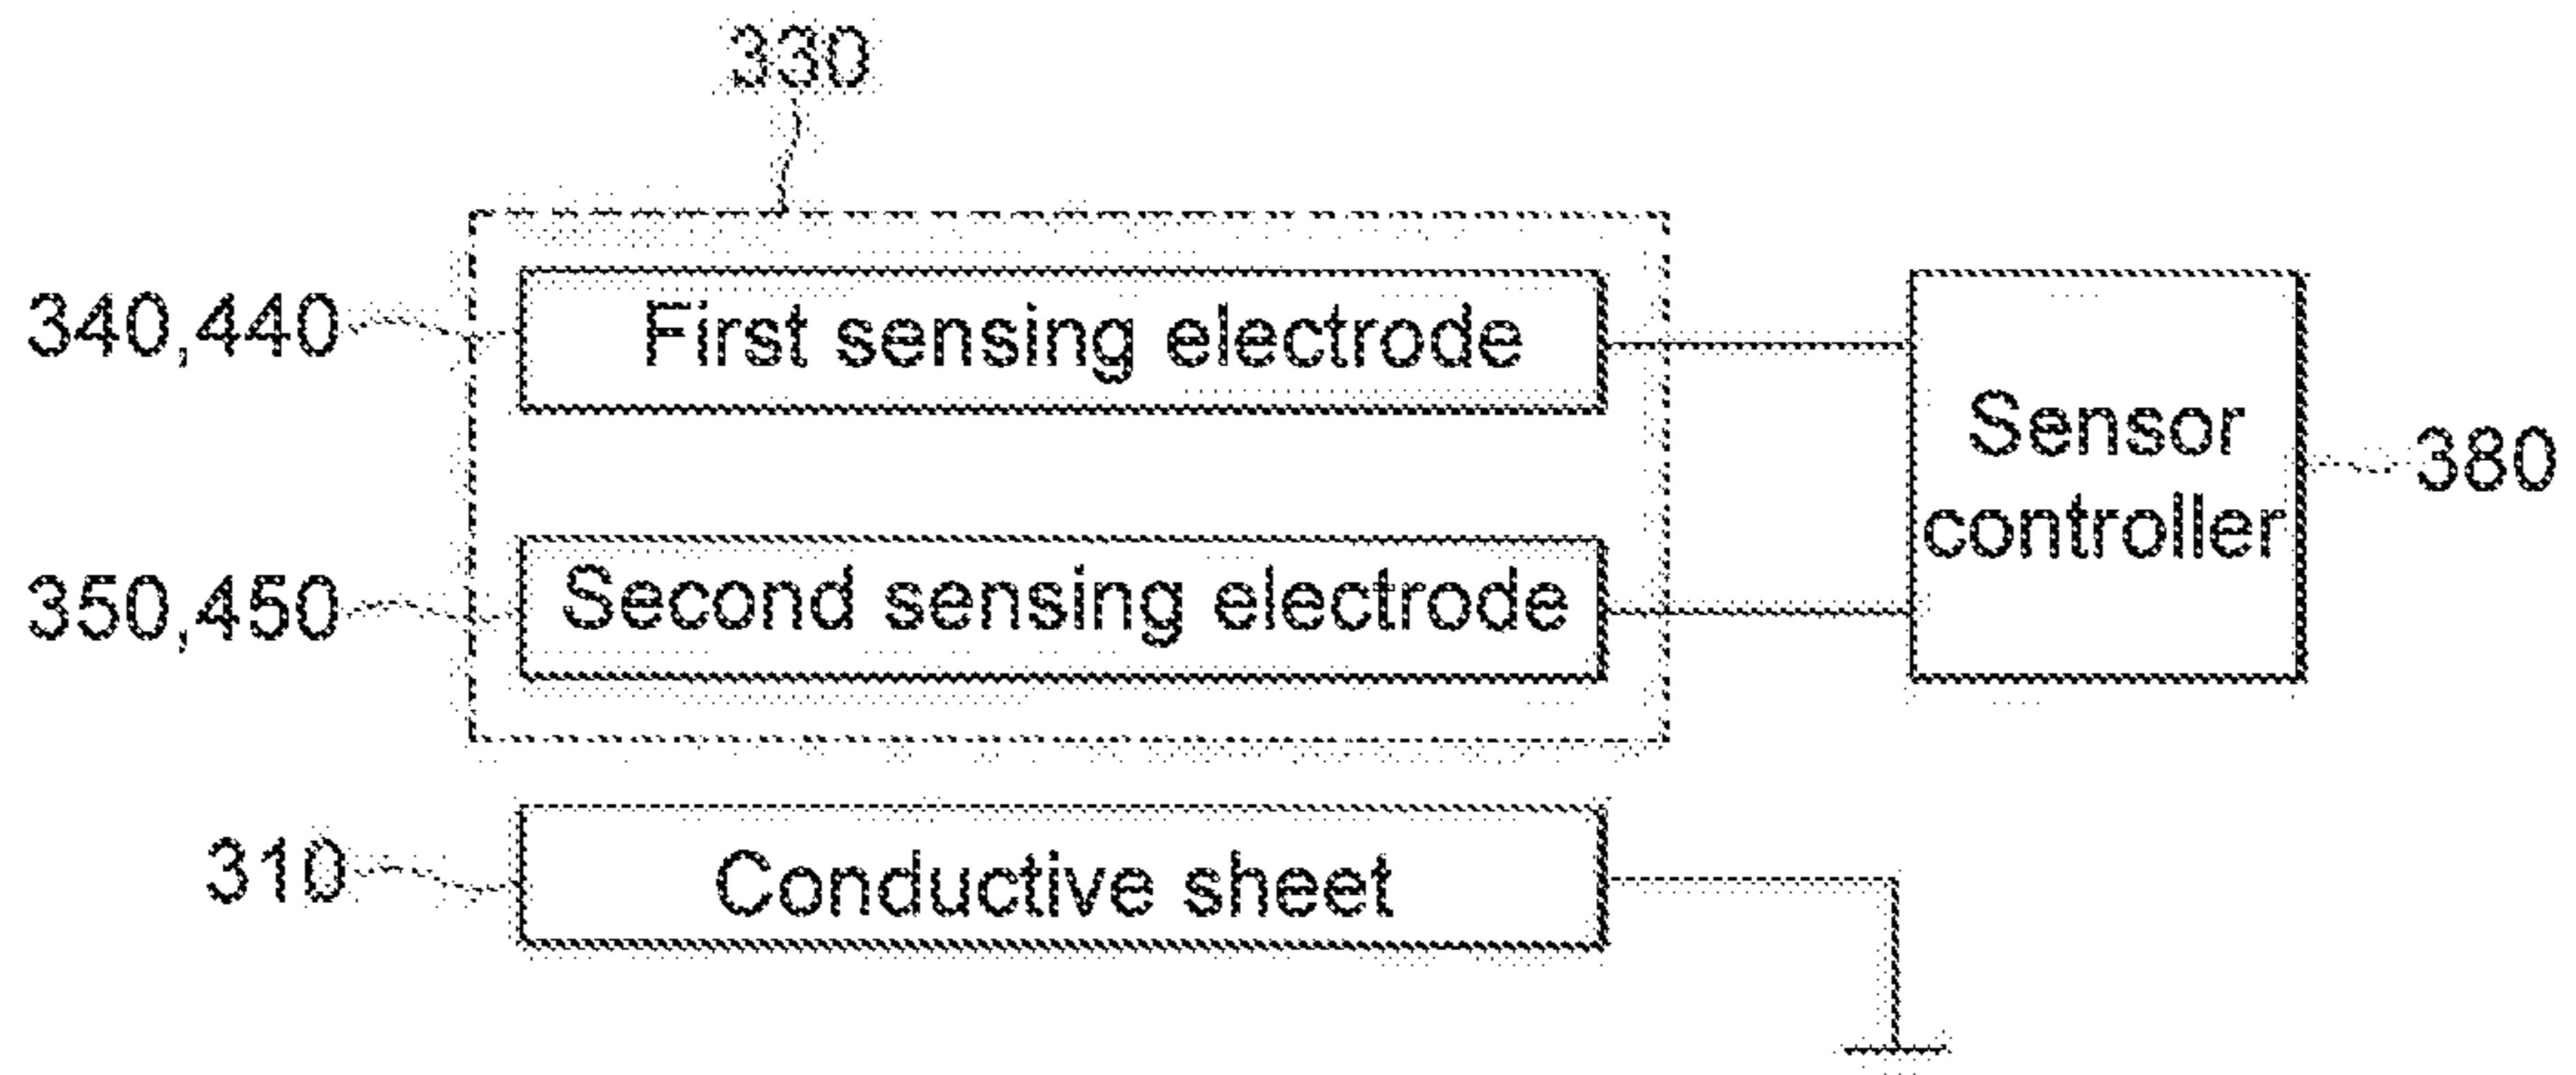 330
340,440
First sensing electrode
Sensor
controller
380
350,450
Second sensing electrode
310
Conductive sheet